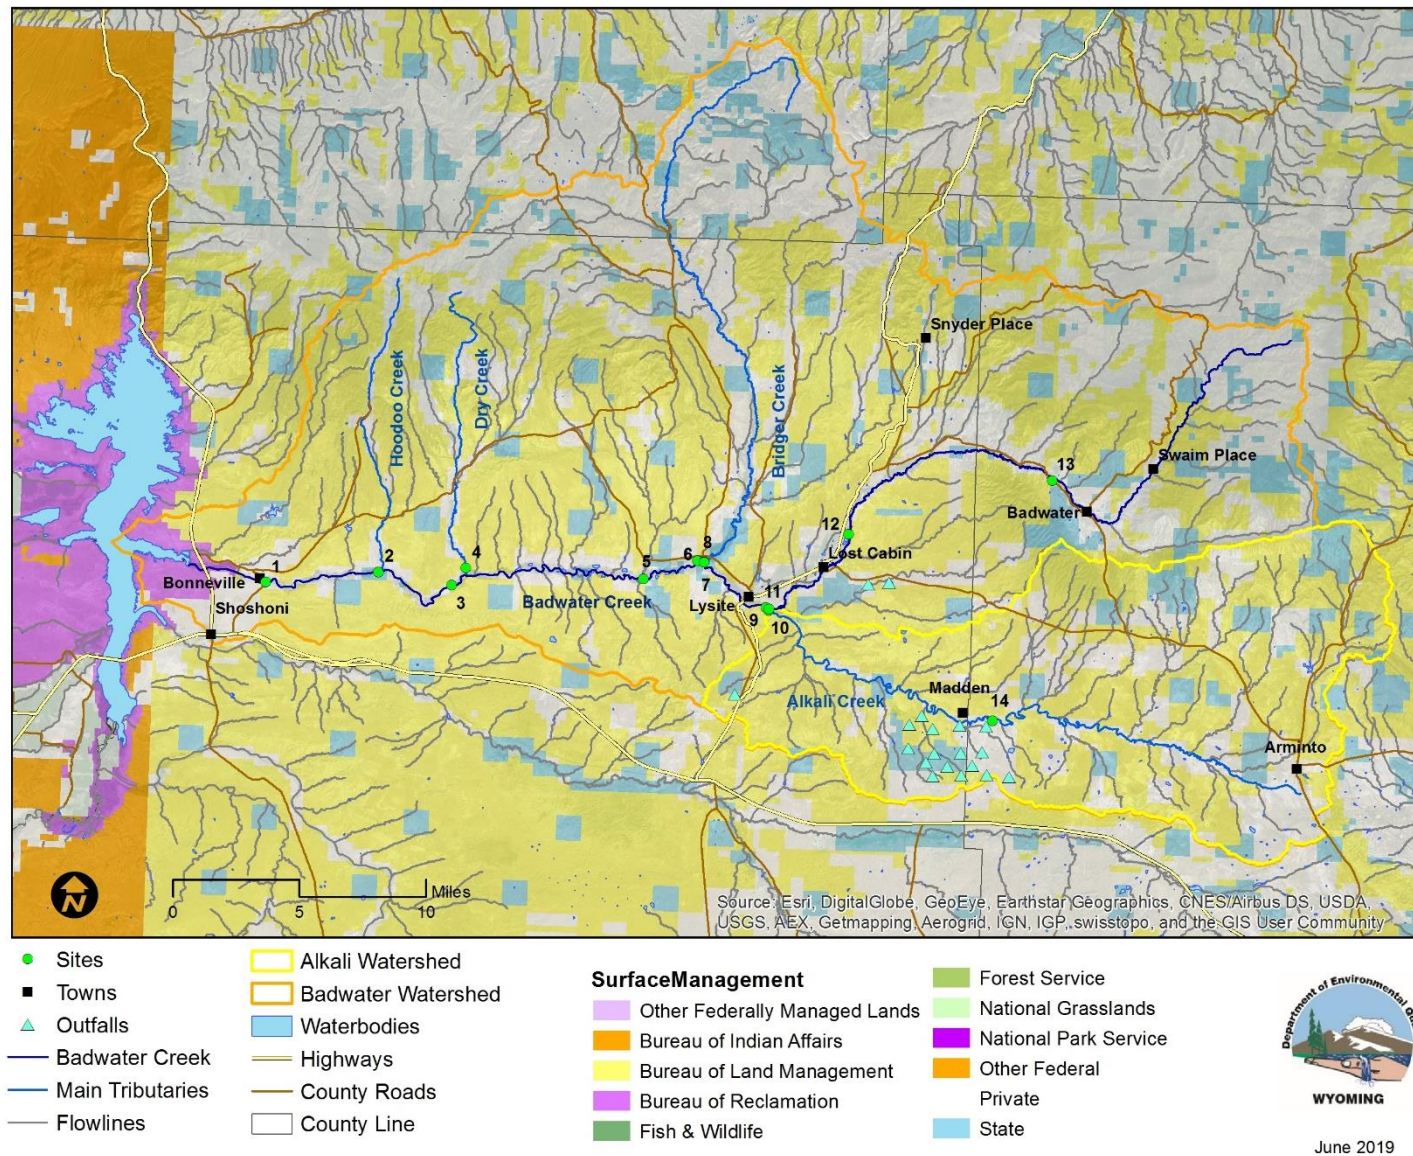 Snyder Place
Hoodoo Creek
Dry Creek
Bridger Creek
Swaim Place
13
Badwater
12
Lost Cabin
8
6
7
5
4
3
2
1
Bonneville
Shoshoni
Badwater Creek
Lysite
11
9
10
Madden
14
Alkali Creek
Arminto
N
0
5
10
Miles
Source: Esri, DigitalGlobe, GeoEye, Earthstar Geographics, CNES/Airbus DS, USDA,
USGS, AEX, Getmapping, Aerogrid, IGN, IGP, swisstopo, and the GIS User Community
Sites
Towns
Outfalls
Badwater Creek
Main Tributaries
Flowlines
Alkali Watershed
Badwater Watershed
Waterbodies
Highways
County Roads
County Line
SurfaceManagement
Other Federally Managed Lands
Bureau of Indian Affairs
Bureau of Land Management
Bureau of Reclamation
Fish & Wildlife
Forest Service
National Grasslands
National Park Service
Other Federal
Private
State
Department of Environmental
WYOMING
June 2019